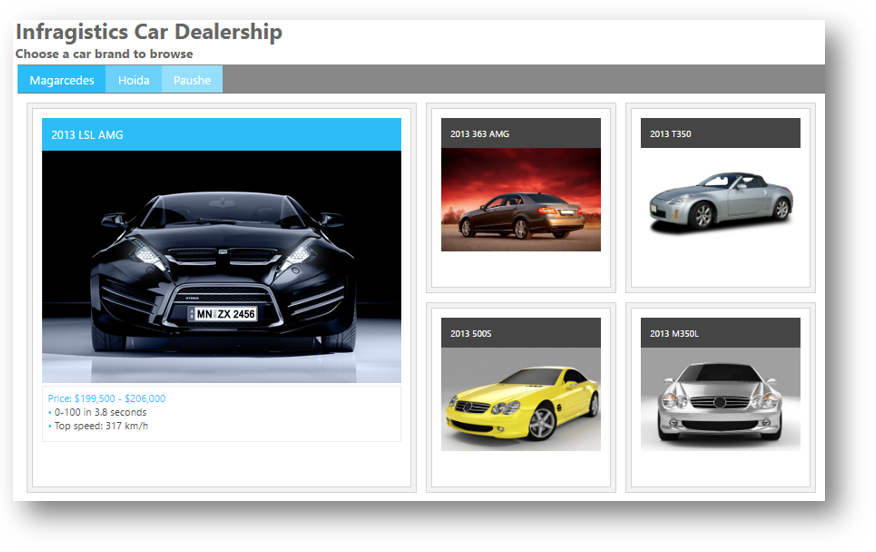 Infragistics Car Dealership
Choose a car brand to browse
Magarcedes Hoida Paushe
2013 LSL AMG
MN ZX 2456
Price: $199,500 - $206,000
• 0-100 in 3.8 seconds
• Top speed: 317 km/h
2013 363 AMG
2013 T350
2013 500S
2013 M350L